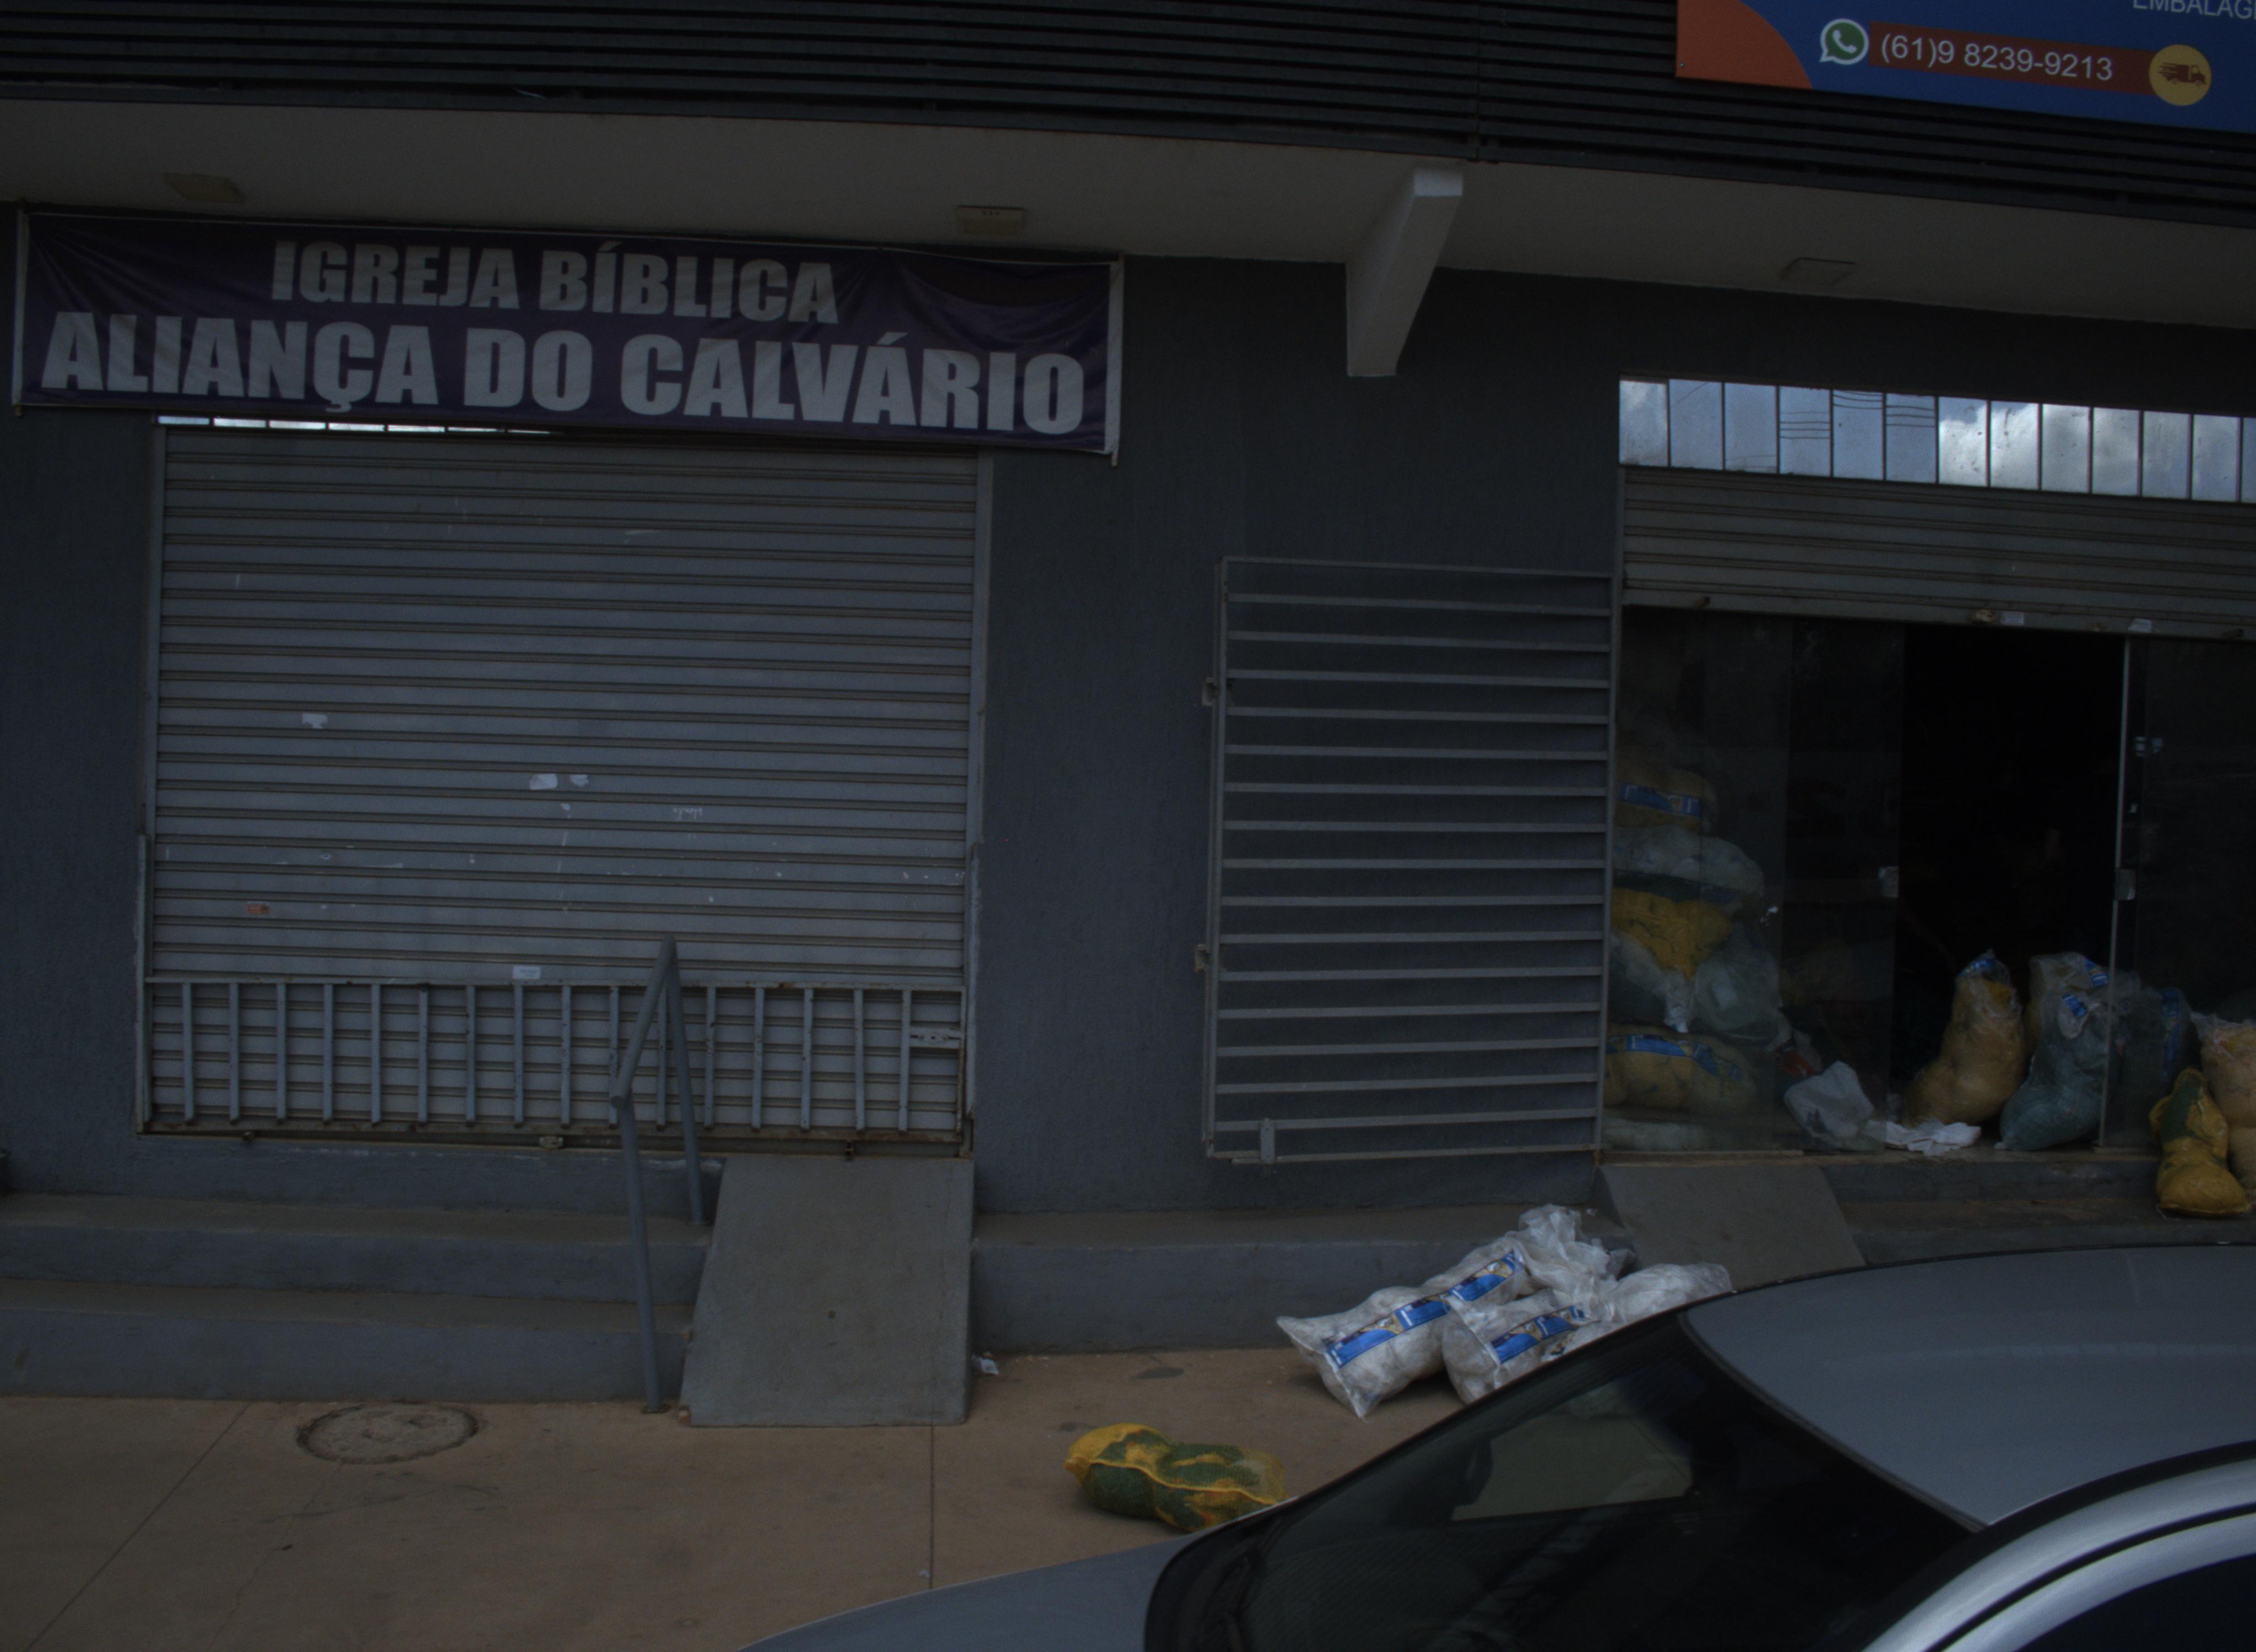 IGREJA BÍBLICA
ALIANÇA DO CALVÁRIO
(61)9 8239-9213